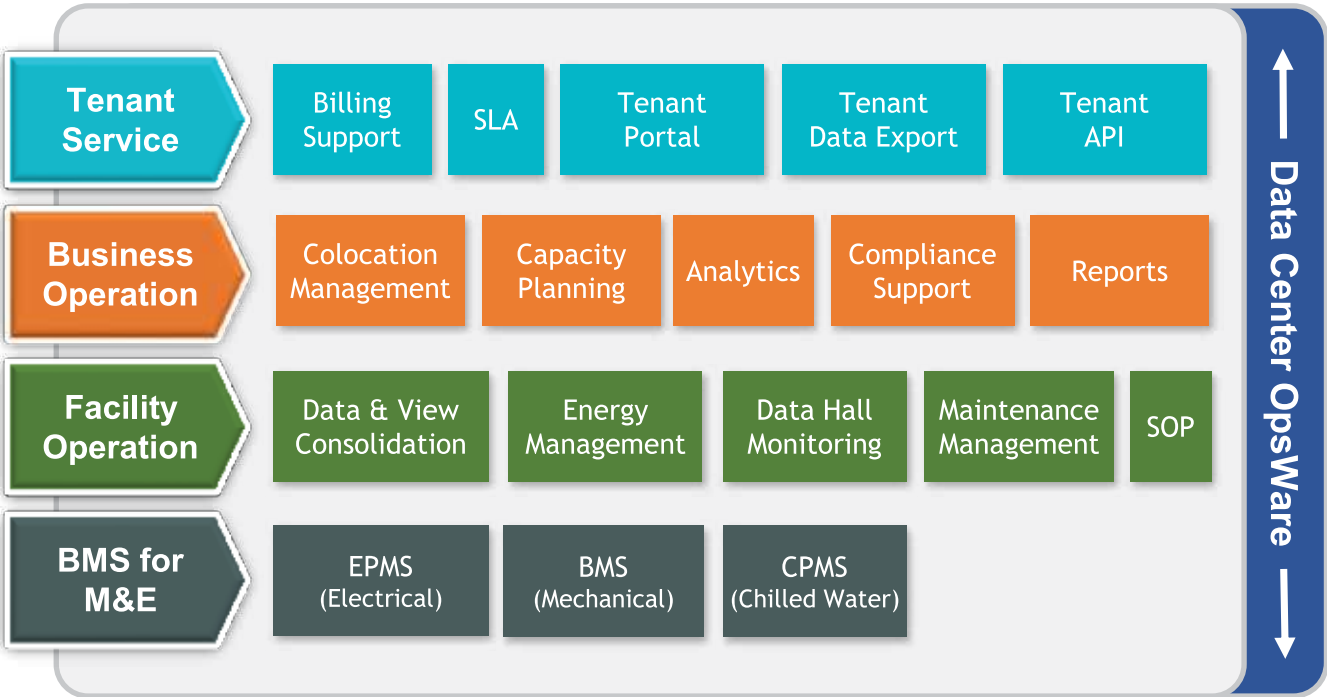 Tenant
Service
Billing
Support
SLA
Tenant
Portal
Tenant
Data Export
Tenant
API
Business
Operation
Colocation
Management
Capacity
Planning
Analytics
Compliance
Support
Reports
Facility
Operation
Data & View
Consolidation
Energy
Management
Data Hall
Monitoring
Maintenance
Management
SOP
BMS for
M&E
EPMS
(Electrical)
BMS
(Mechanical)
CPMS
(Chilled Water)
Data Center OpsWare